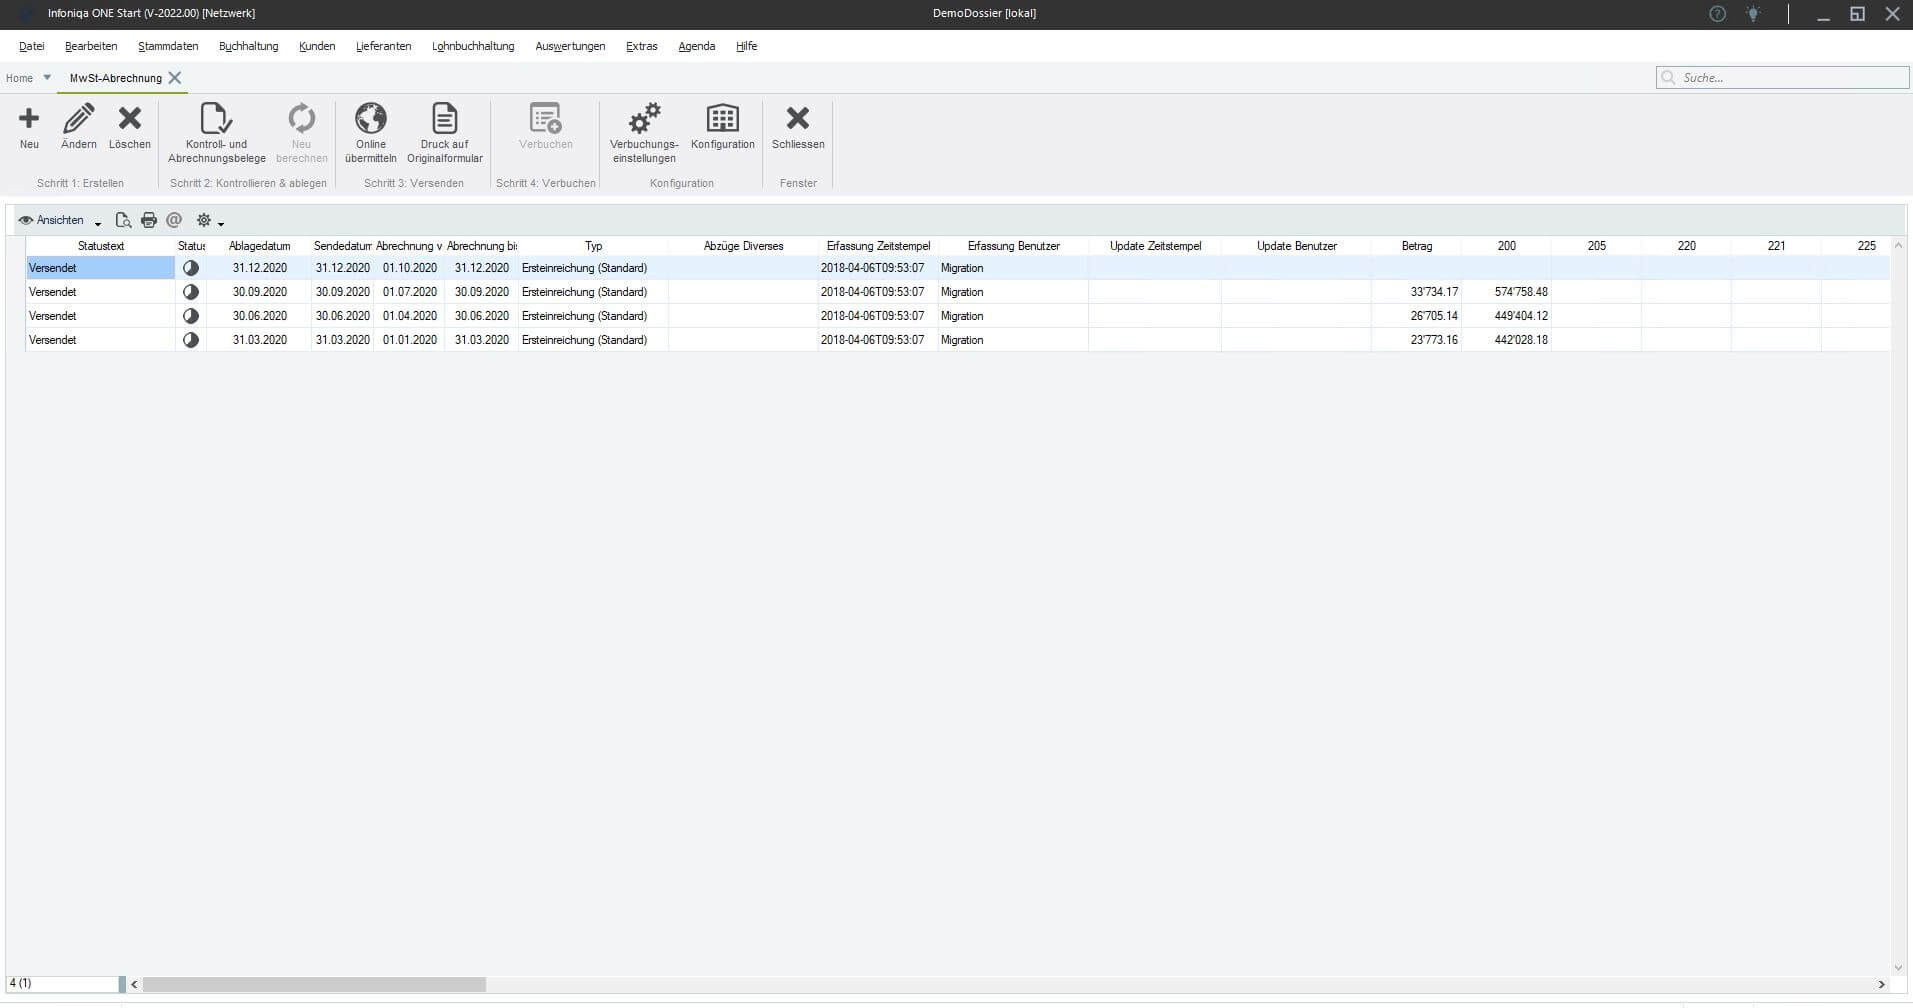 Infoniqa ONE Start (V-2022.00) [Netzwerk] DemoDossier [lokal]
Datei Bearbeiten Stammdaten Buchhaltung Kunden Lieferanten Lohnbuchhaltung Auswertungen Extras Agenda Hilfe
Home MwSt-Abrechnung Suche...
Neu Ändern Löschen Kontroll- und Abrechnungsbelege Neu berechnen Online übermitteln Druck auf Originalformular Verbuchen Verbuchungs-einstellungen Konfiguration Schliessen
Schritt 1: Erstellen Schritt 2: Kontrollieren & ablegen Schritt 3: Versenden Schritt 4: Verbuchen Konfiguration Fenster
Ansichten @
Statustext Status Ablagedatum Sendedatum Abrechnung v Abrechnung bis Typ Abzüge Diverses Erfassung Zeitstempel Erfassung Benutzer Update Zeitstempel Update Benutzer Betrag 200 205 220 221 225
Versendet 31.12.2020 31.12.2020 01.10.2020 31.12.2020 Ersteinreichung (Standard) 2018-04-06T09:53:07 Migration
Versendet 30.09.2020 30.09.2020 01.07.2020 30.09.2020 Ersteinreichung (Standard) 2018-04-06T09:53:07 Migration 33'734.17 574'758.48
Versendet 30.06.2020 30.06.2020 01.04.2020 30.06.2020 Ersteinreichung (Standard) 2018-04-06T09:53:07 Migration 26'705.14 449'404.12
Versendet 31.03.2020 31.03.2020 01.01.2020 31.03.2020 Ersteinreichung (Standard) 2018-04-06T09:53:07 Migration 23'773.16 442'028.18
4 (1)